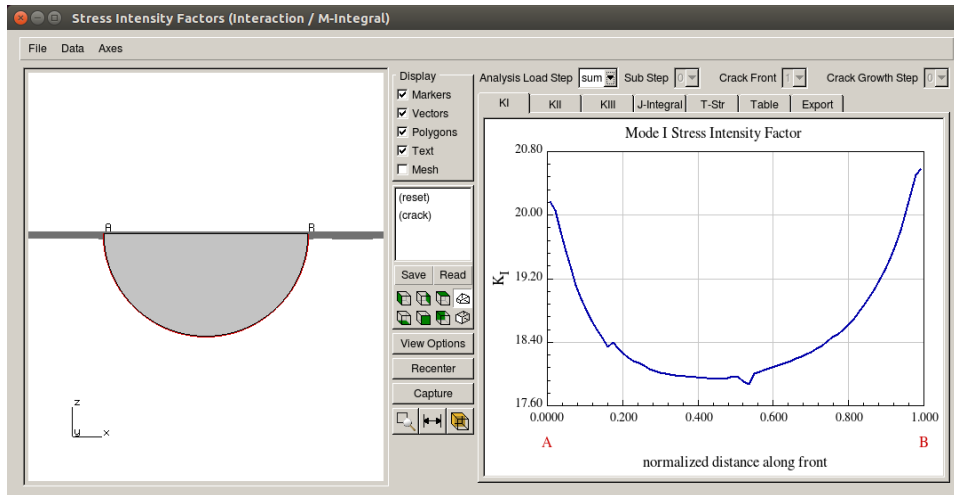 Stress Intensity Factors (Interaction / M-Integral)
File Data Axes
A B
z
y x
Display
Markers
Vectors
Polygons
Text
Mesh
(reset)
(crack)
Save Read
View Options
Recenter
Capture
Analysis Load Step sum Sub Step 0 Crack Front 1 Crack Growth Step 0
KI KII KIII J-Integral T-Str Table Export
Mode I Stress Intensity Factor
20.80
20.00
19.20
18.40
17.60
KI
0.0000 0.200 0.400 0.600 0.800 1.000
A B
normalized distance along front